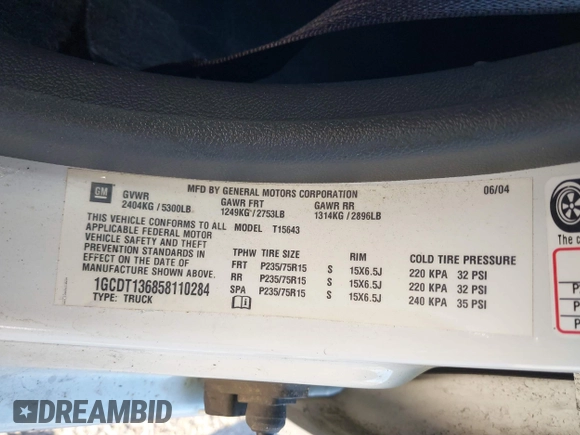 MFD BY GENERAL MOTORS CORPORATION 06/04
GM
GVWR GAWR FRT GAWR RR
2404KG / 5300LB 1249KG / 2753LB 1314KG / 2896LB
THIS VEHICLE CONFORMS TO ALL MODEL T15643
APPLICABLE FEDERAL MOTOR
VEHICLE SAFETY AND THEFT
PREVENTION STANDARDS IN
EFFECT ON THE DATE OF
MANUFACTURE SHOWN ABOVE.
1GCDT136858110284
TYPE: TRUCK
TPHW TIRE SIZE RIM COLD TIRE PRESSURE
FRT P235/75R15 S 15X6.5J 220 KPA 32 PSI
RR P235/75R15 S 15X6.5J 220 KPA 32 PSI
SPA P235/75R15 S 15X6.5J 240 KPA 35 PSI
The c
P
P
P
DREAMBID